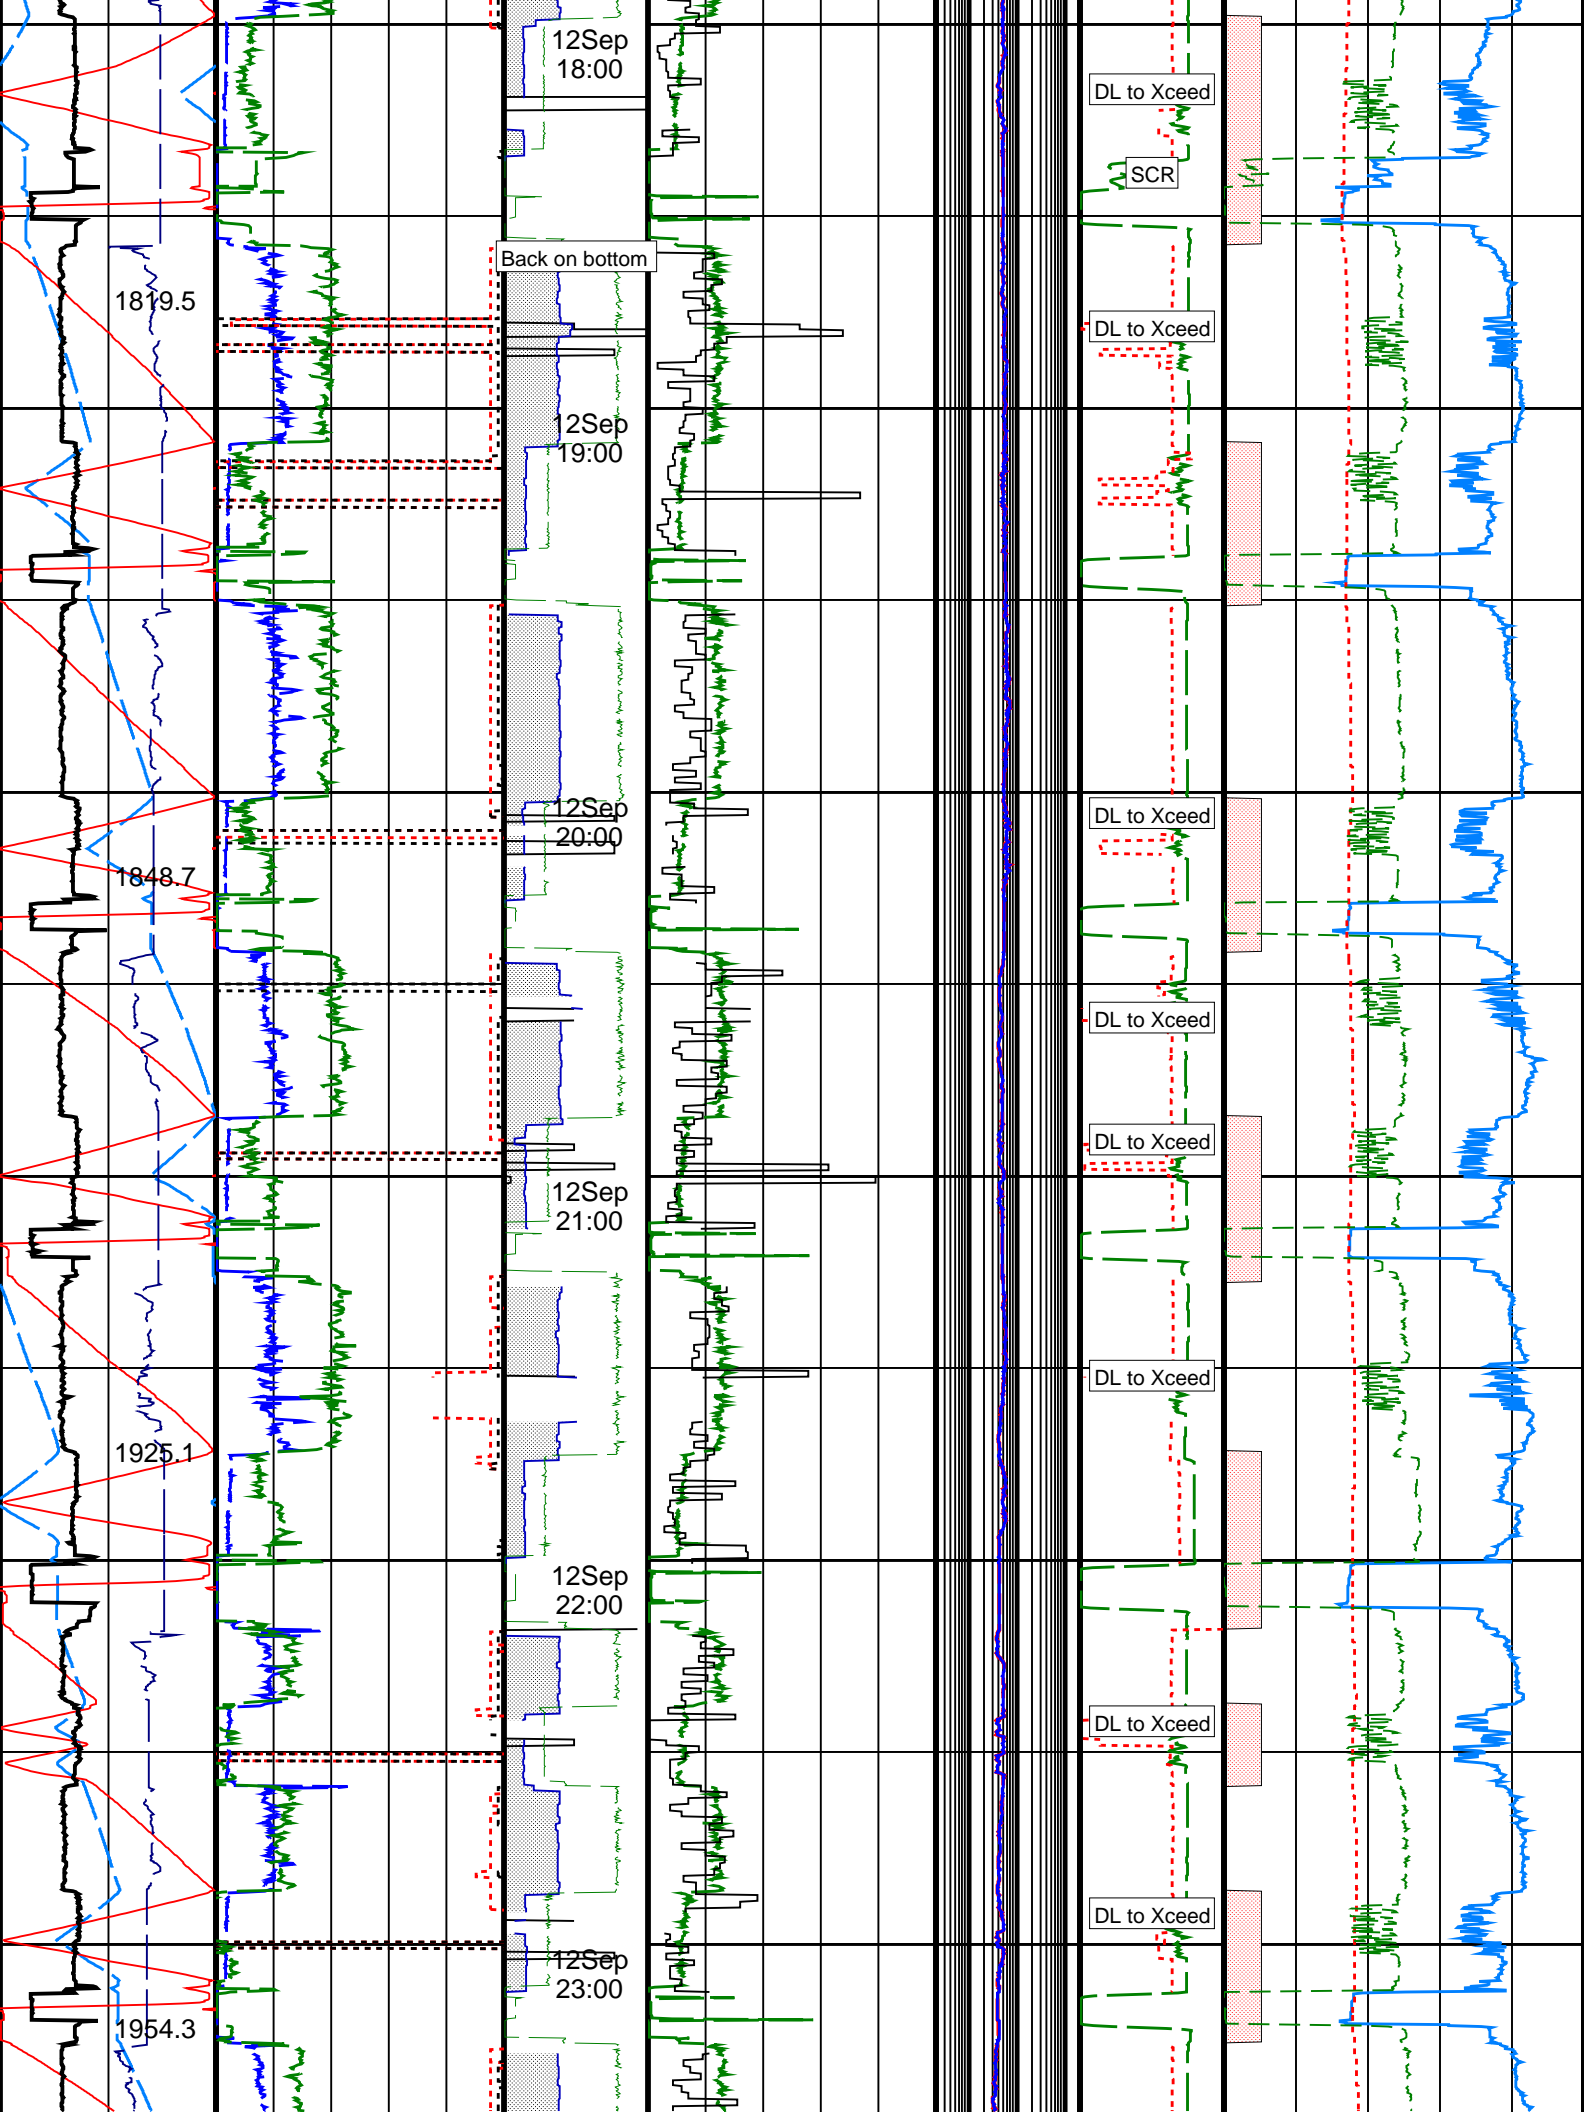 12Sep
18:00
DL to Xceed
SCR
Back on bottom
1819.5
DL to Xceed
12Sep
19:00
12Sep
20:00
DL to Xceed
1848.7
DL to Xceed
DL to Xceed
12Sep
21:00
DL to Xceed
1925.1
12Sep
22:00
DL to Xceed
DL to Xceed
12Sep
23:00
1954.3